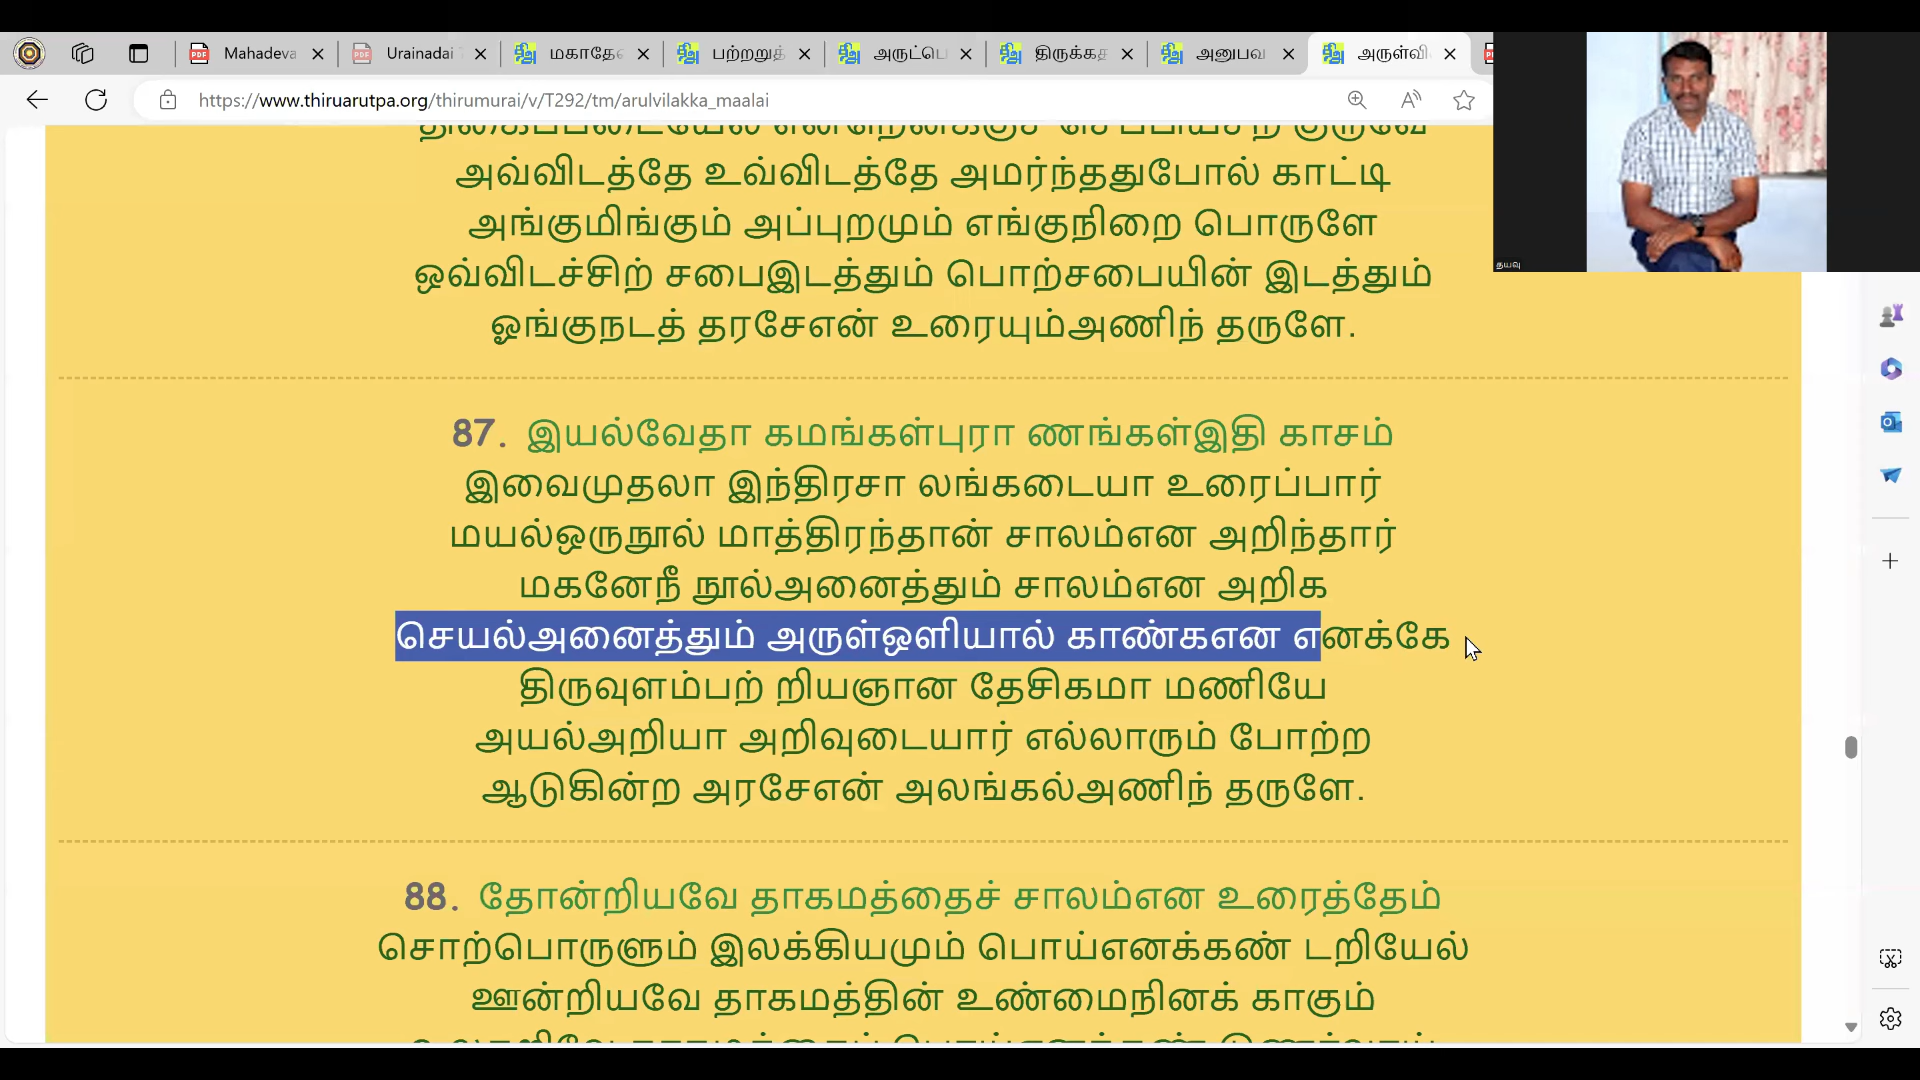 Mahadeva
Urainadai
மகாதே
பற்றறுத்
அருட்பெ
திருக்கத
அனுபவ
அருள்வி
https://www.thiruarutpa.org/thirumurai/v/T292/tm/arulvilakka_maalai
தயவு
அவ்விடத்தே உவ்விடத்தே அமர்ந்ததுபோல் காட்டி
அங்குமிங்கும் அப்புறமும் எங்குநிறை பொருளே
ஒவ்விடச்சிற் சபைஇடத்தும் பொற்சபையின் இடத்தும்
ஓங்குநடத் தரசேஎன் உரையும்அணிந் தருளே.
87. இயல்வேதா கமங்கள்புரா ணங்கள்இதி காசம்
இவைமுதலா இந்திரசா லங்கடையா உரைப்பார்
மயல்ஒருநூல் மாத்திரந்தான் சாலம்என அறிந்தார்
மகனேநீ நூல்அனைத்தும் சாலம்என அறிக
செயல்அனைத்தும் அருள்ஒளியால் காண்கஎன எனக்கே
திருவுளம்பற் றியஞான தேசிகமா மணியே
அயல்அறியா அறிவுடையார் எல்லாரும் போற்ற
ஆடுகின்ற அரசேஎன் அலங்கல்அணிந் தருளே.
88. தோன்றியவே தாகமத்தைச் சாலம்என உரைத்தேம்
சொற்பொருளும் இலக்கியமும் பொய்எனக்கண் டறியேல்
ஊன்றியவே தாகமத்தின் உண்மைநினக் காகும்